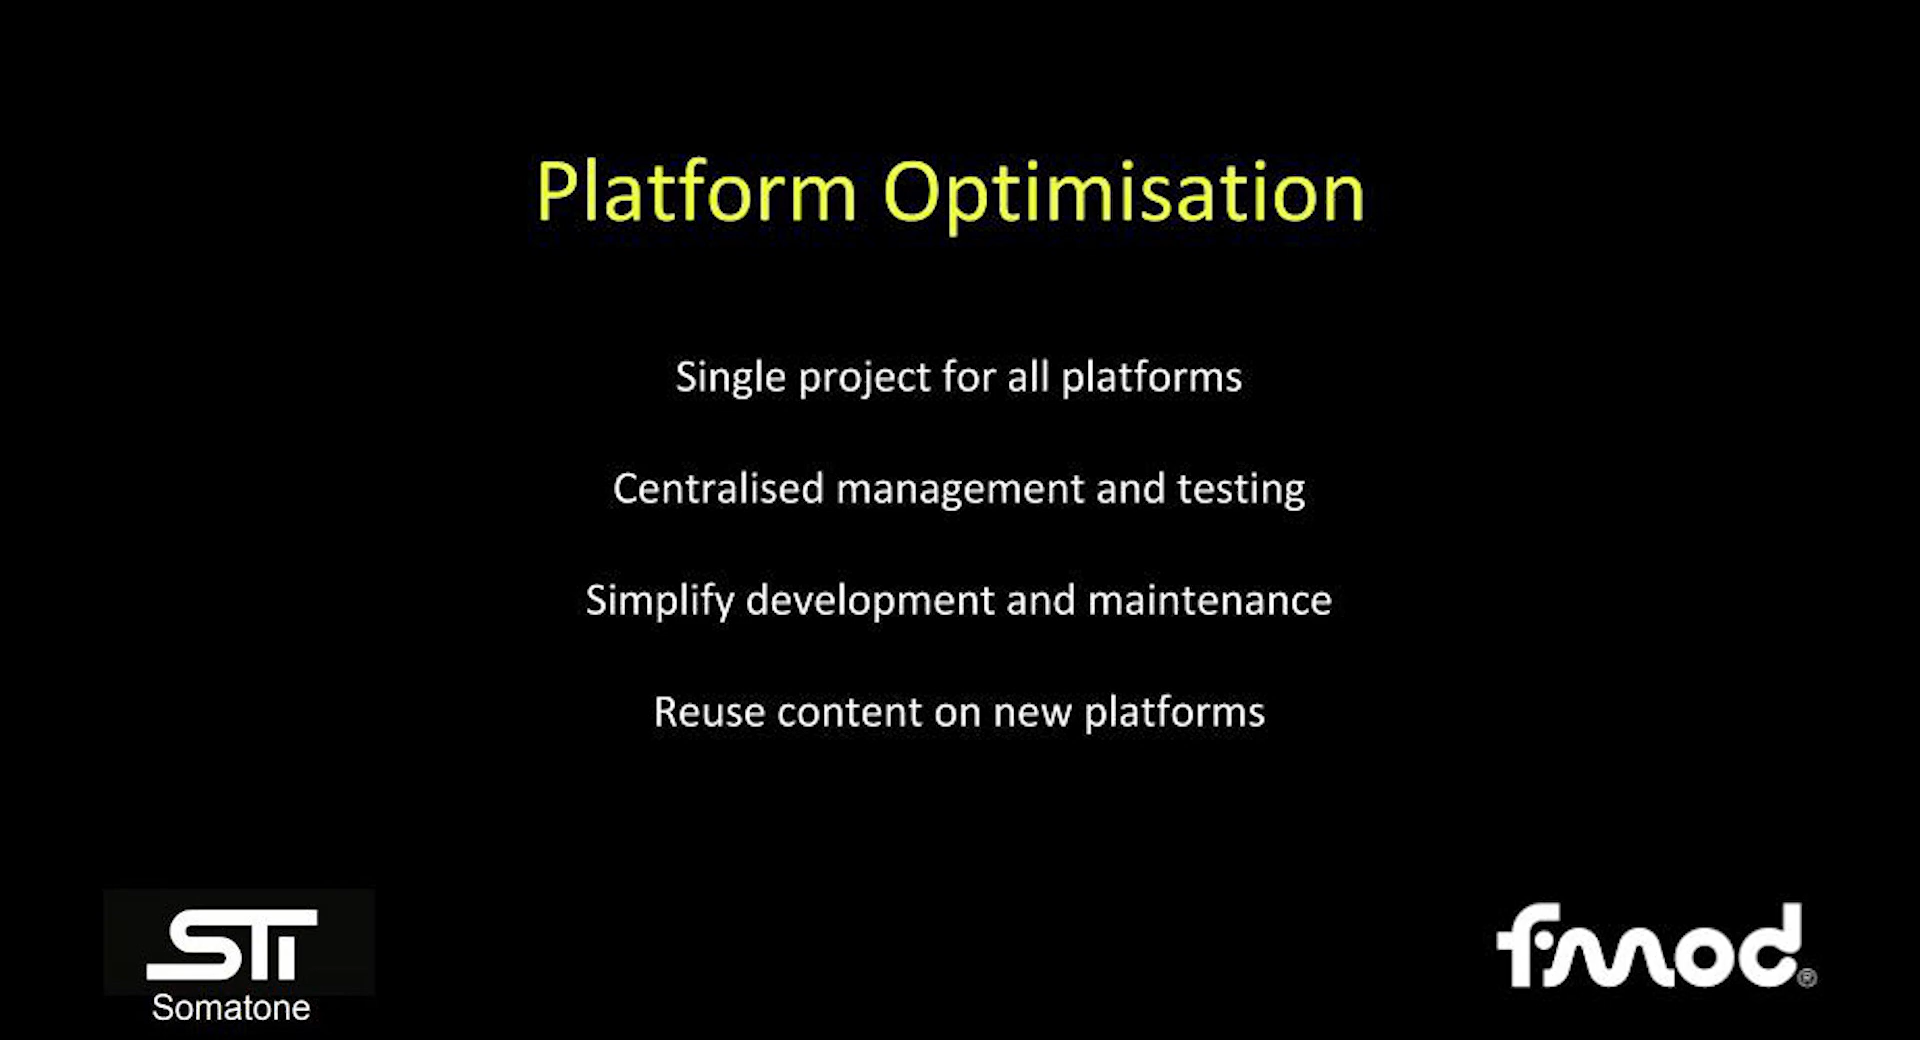 Platform Optimisation
Single project for all platforms
Centralised management and testing
Simplify development and maintenance
Reuse content on new platforms
STI
Somatone
fmod®